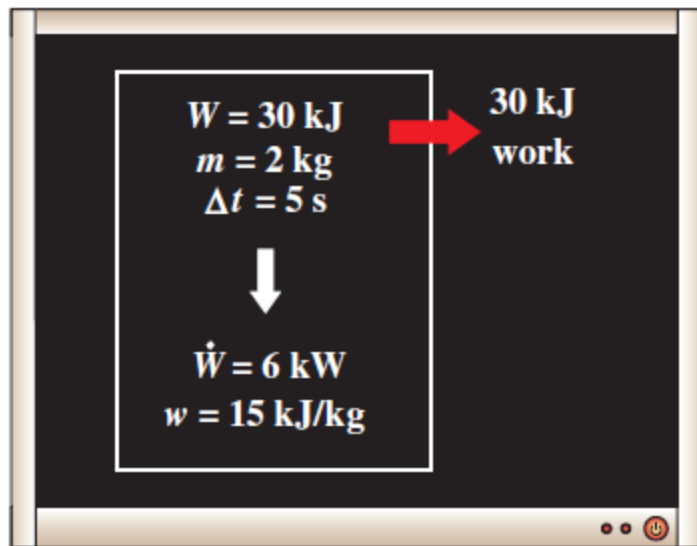 W = 30 kJ
m = 2 kg
Δt = 5 s
Ẇ = 6 kW
w = 15 kJ/kg
30 kJ
work